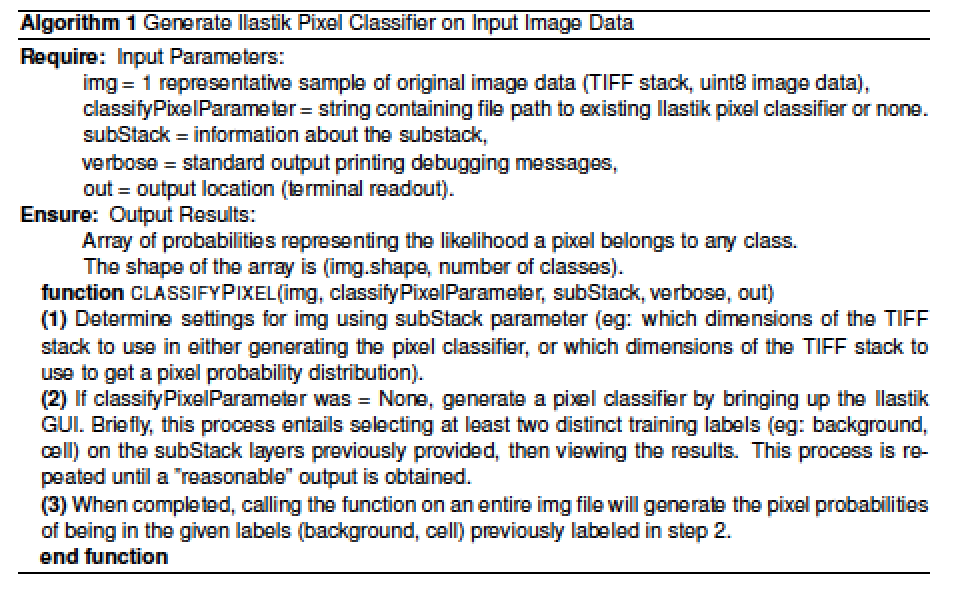 Algorithm 1 Generate Ilastik Pixel Classifier on Input Image Data
Require: Input Parameters:
img = 1 representative sample of original image data (TIFF stack, uint8 image data),
classifyPixelParameter = string containing file path to existing Ilastik pixel classifier or none.
subStack = information about the substack,
verbose = standard output printing debugging messages,
out = output location (terminal readout).
Ensure: Output Results:
Array of probabilities representing the likelihood a pixel belongs to any class.
The shape of the array is (img.shape, number of classes).
function CLASSIFYPIXEL(img, classifyPixelParameter, subStack, verbose, out)
(1) Determine settings for img using subStack parameter (eg: which dimensions of the TIFF
stack to use in either generating the pixel classifier, or which dimensions of the TIFF stack to
use to get a pixel probability distribution).
(2) If classifyPixelParameter was = None, generate a pixel classifier by bringing up the Ilastik
GUI. Briefly, this process entails selecting at least two distinct training labels (eg: background,
cell) on the subStack layers previously provided, then viewing the results. This process is re-
peated until a "reasonable" output is obtained.
(3) When completed, calling the function on an entire img file will generate the pixel probabilities
of being in the given labels (background, cell) previously labeled in step 2.
end function